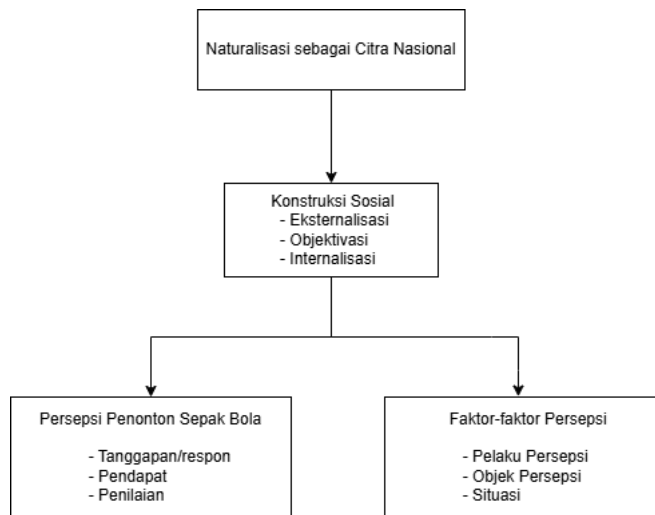 Naturalisasi sebagai Citra Nasional
Konstruksi Sosial
- Eksternalisasi
- Objektivasi
- Internalisasi
Persepsi Penonton Sepak Bola
- Tanggapan/respon
- Pendapat
- Penilaian
Faktor-faktor Persepsi
- Pelaku Persepsi
- Objek Persepsi
- Situasi